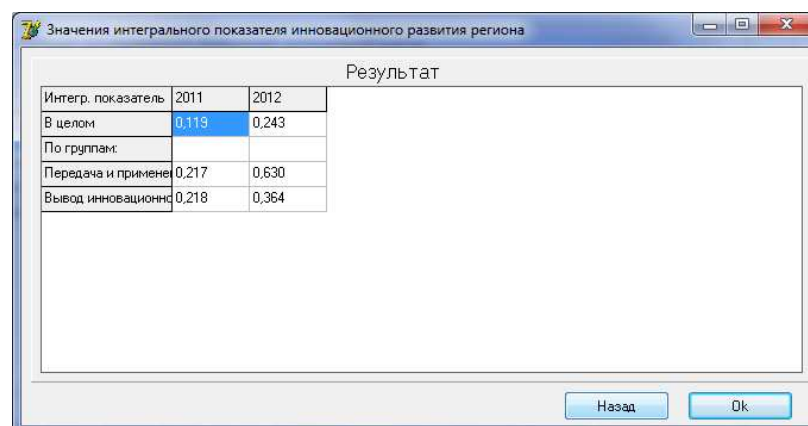 Значения интегрального показателя инновационного развития региона
Результат
Интегр. показатель 2011 2012
В целом 0,119 0,243
По группам:
Передача и примене 0,217 0,630
Вывод инновационно 0,218 0,364
Назад Ok